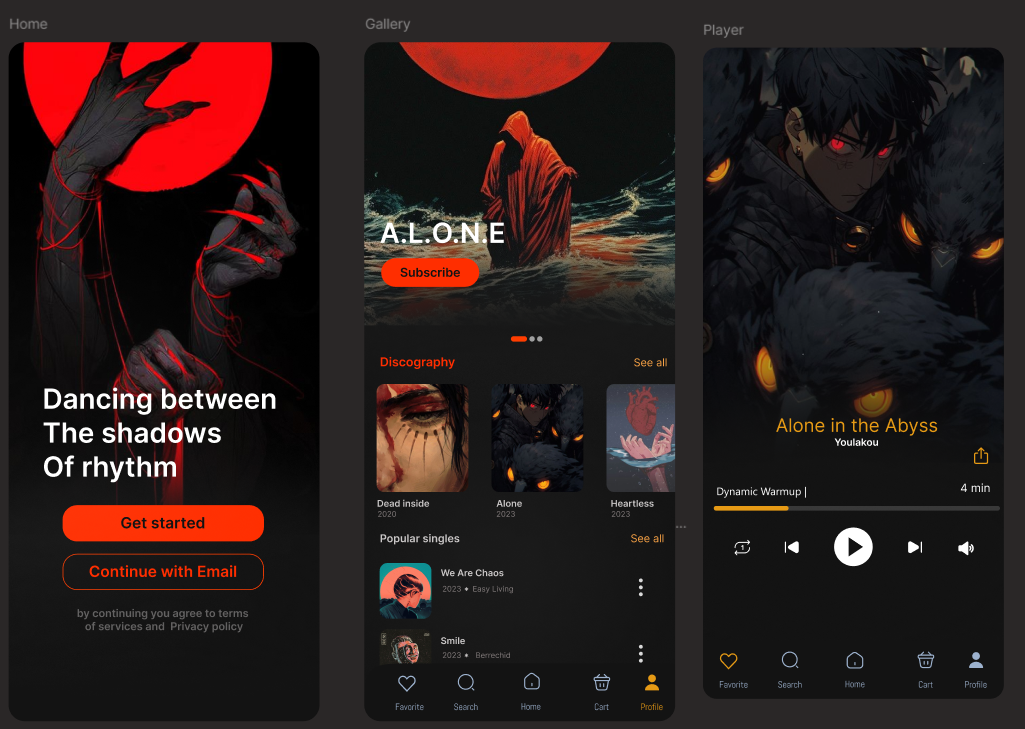 Home
Dancing between
The shadows
Of rhythm
Get started
Continue with Email
by continuing you agree to terms
of services and Privacy policy
Gallery
A.L.O.N.E
Subscribe
Discography
See all
Dead inside
2020
Alone
2023
Heartless
2023
Popular singles
See all
We Are Chaos
2023 • Easy Living
Smile
2023 • Berrechid
Favorite
Search
Home
Cart
Profile
Player
Alone in the Abyss
Youlakou
Dynamic Warmup |
4 min
1
Favorite
Search
Home
Cart
Profile